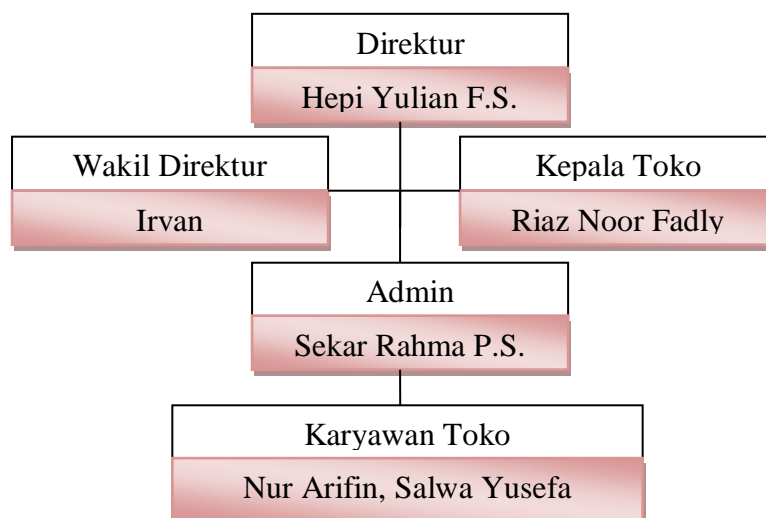 Direktur
Hepi Yulian F.S.
Wakil Direktur
Irvan
Kepala Toko
Riaz Noor Fadly
Admin
Sekar Rahma P.S.
Karyawan Toko
Nur Arifin, Salwa Yusefa